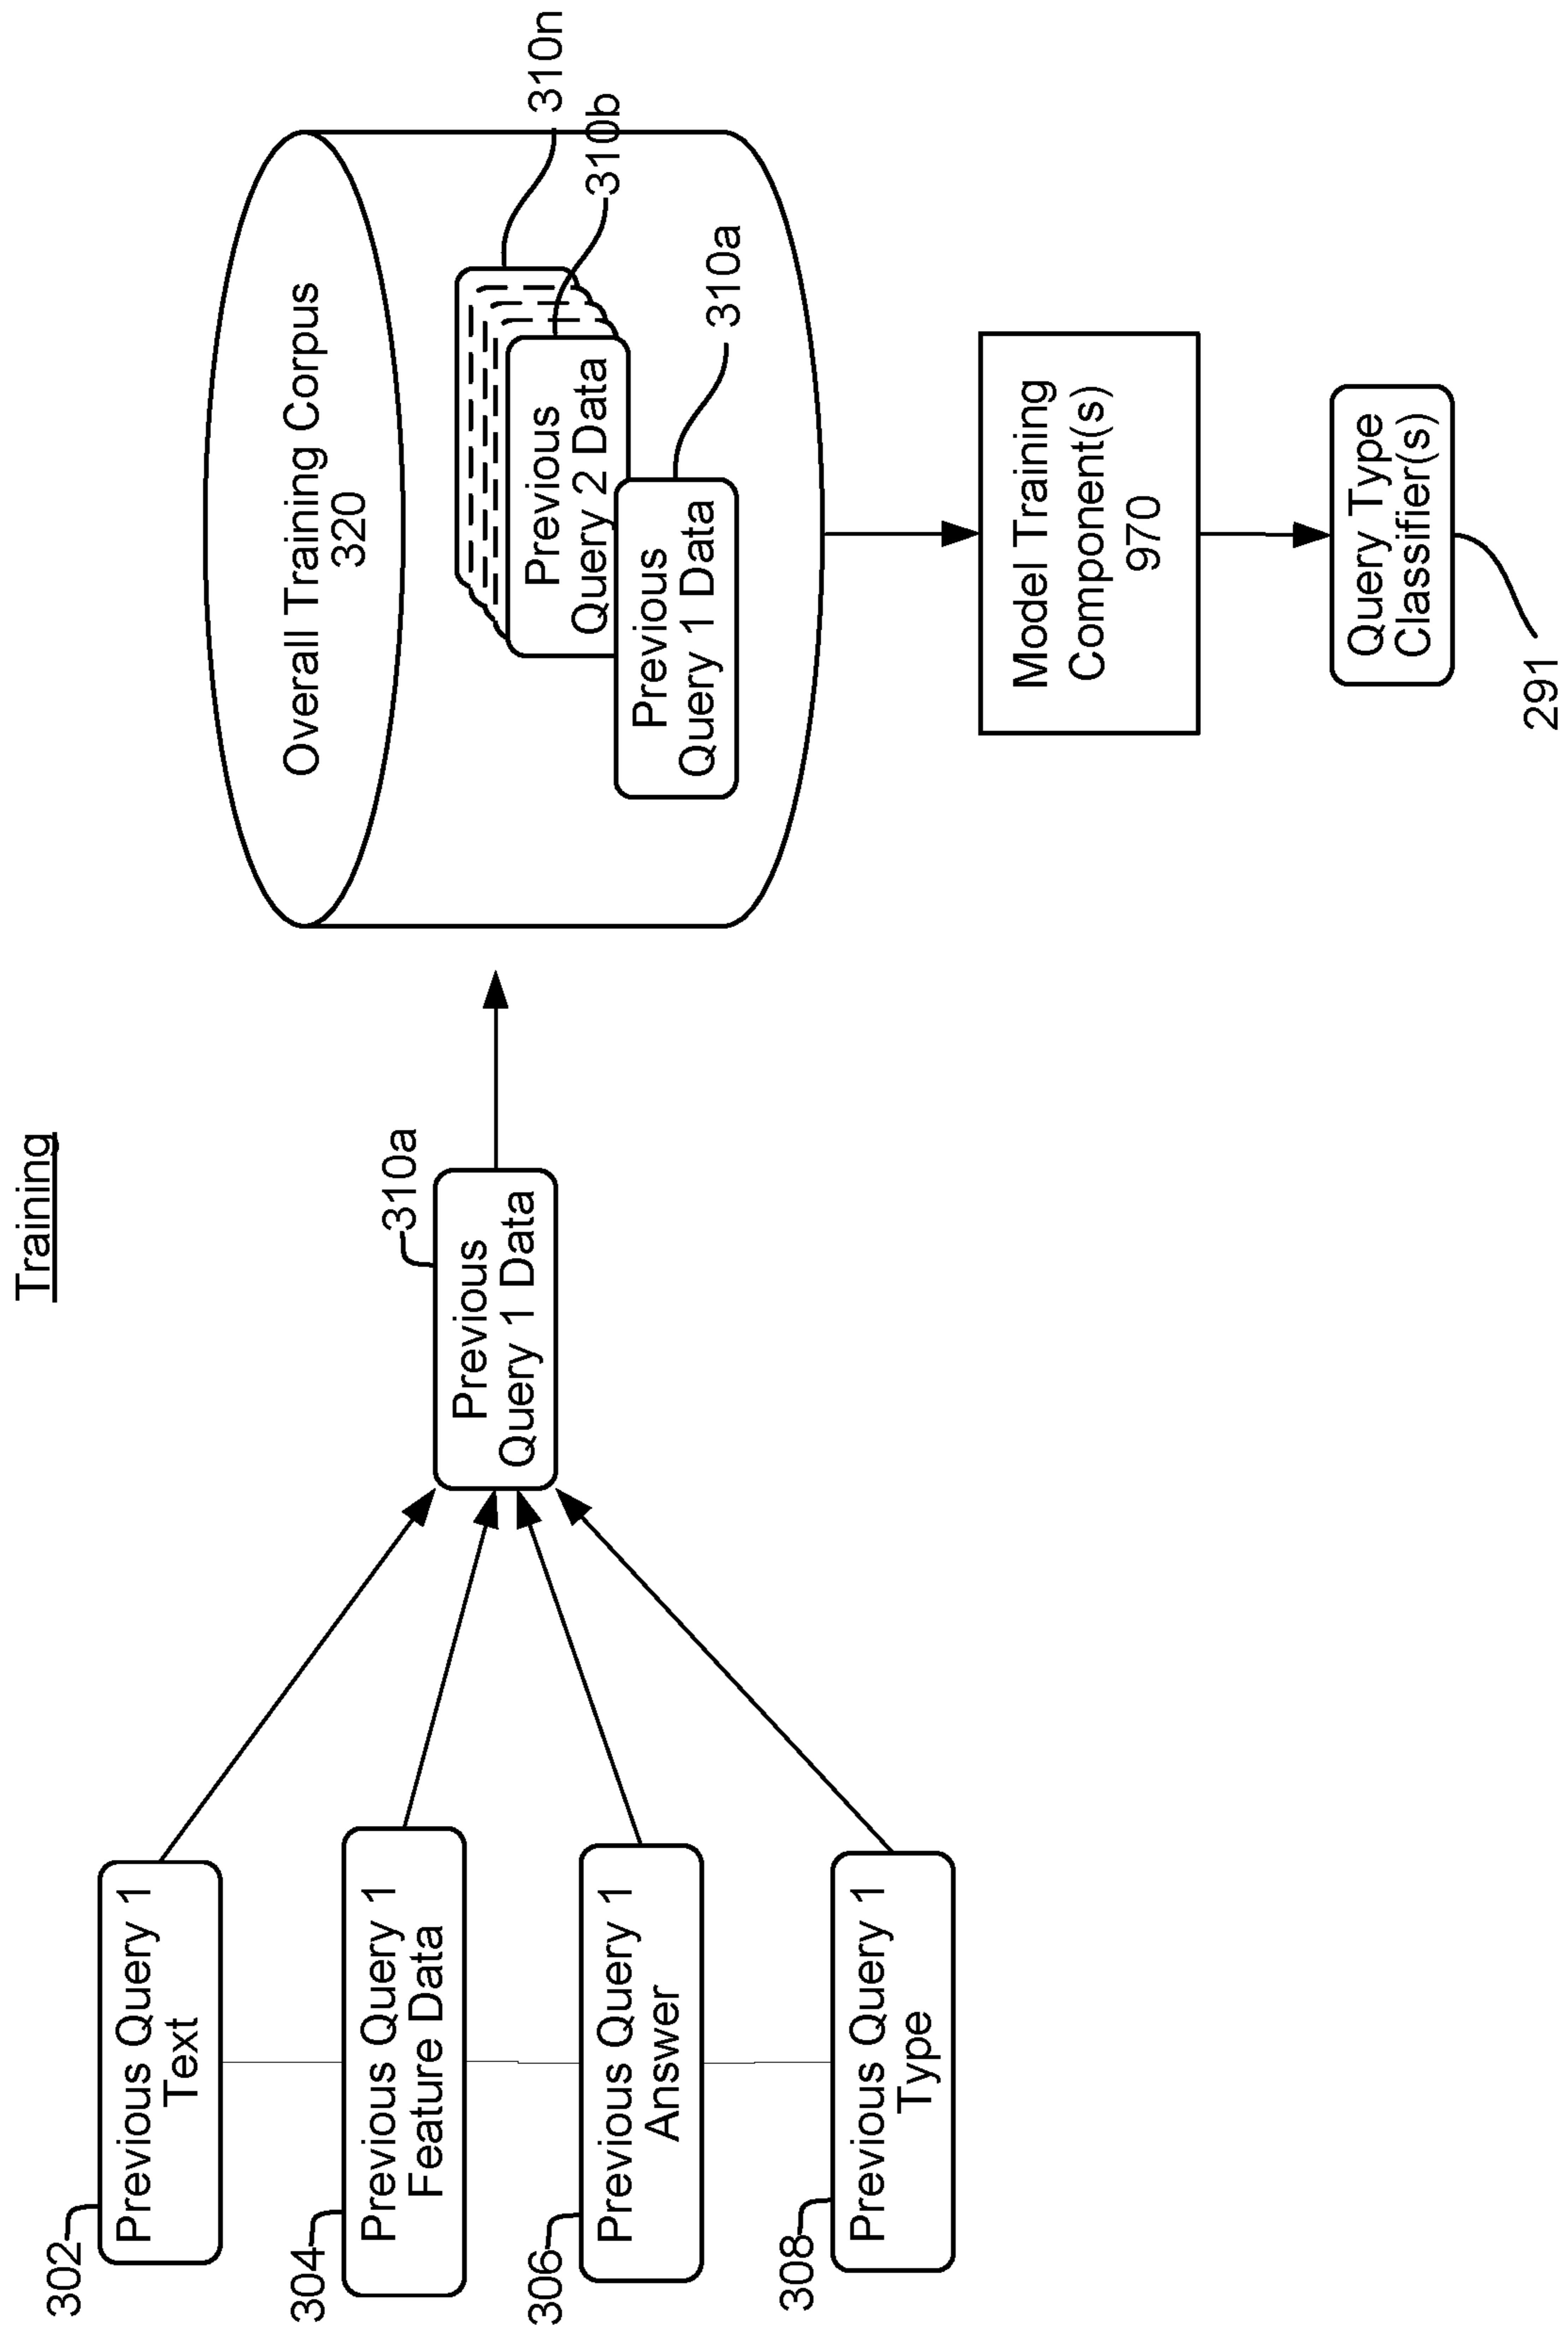 Training
302
Previous Query 1
Text
304
Previous Query 1
Feature Data
306
Previous Query 1
Answer
308
Previous Query 1
Type
310a
Previous
Query 1 Data
Overall Training Corpus
320
310n
310b
Previous
Query 2 Data
310a
Previous
Query 1 Data
Model Training
Component(s)
970
Query Type
Classifier(s)
291